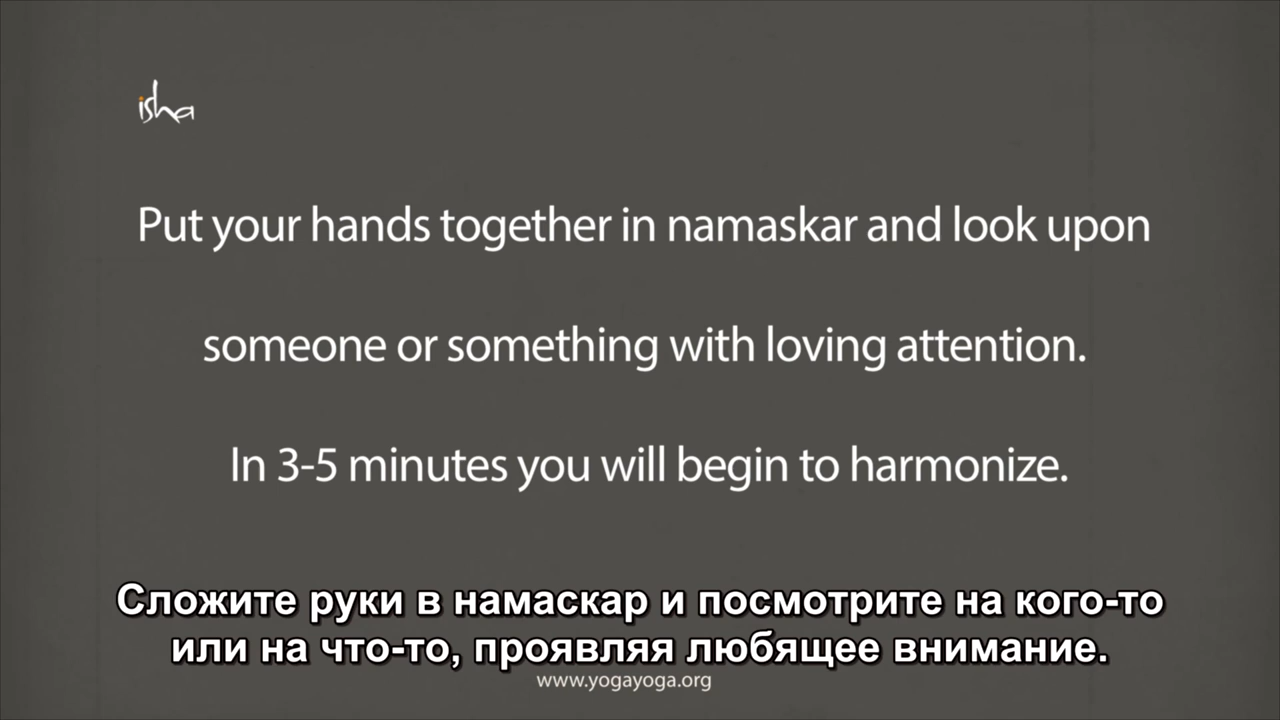 isha
Put your hands together in namaskar and look upon
someone or something with loving attention.
In 3-5 minutes you will begin to harmonize.
Сложите руки в намаскар и посмотрите на кого-то
или на что-то, проявляя любящее внимание.
www.yogayoga.org